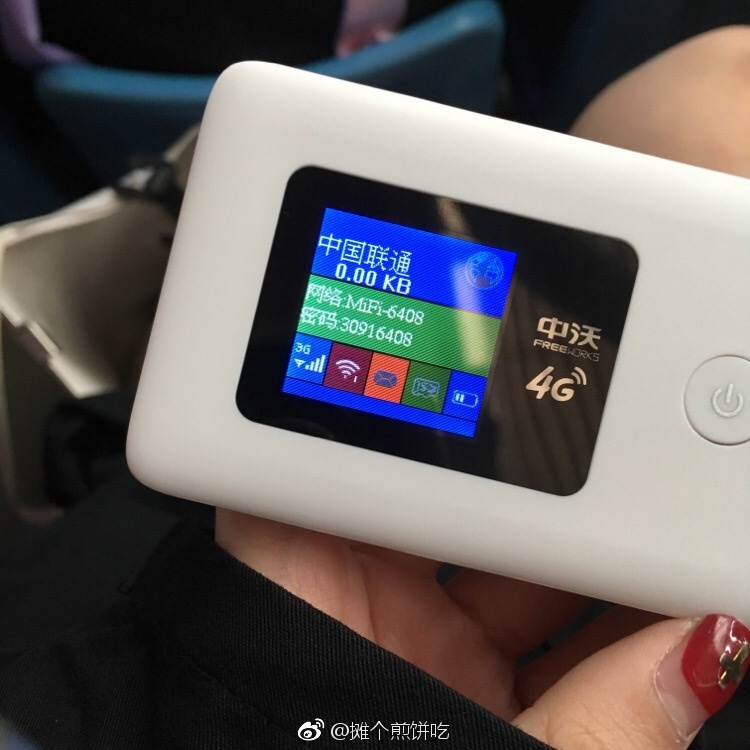 中国联通
0.00 KB
网络:MiFi-6408
密码:30916408
3G
中沃
FREEWORKS
4G
@摊个煎饼吃